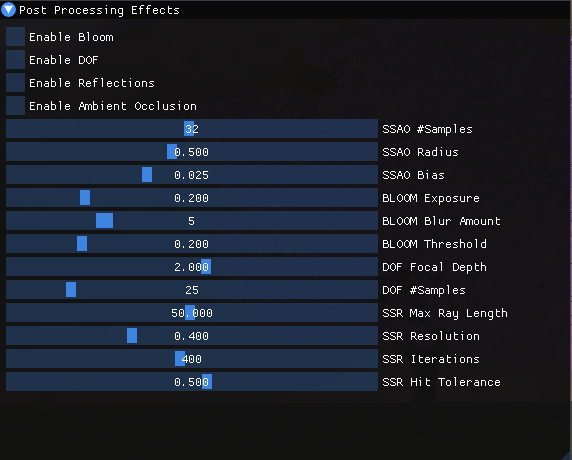 Post Processing Effects
Enable Bloom
Enable DOF
Enable Reflections
Enable Ambient Occlusion
32 SSAO #Samples
0.500 SSAO Radius
0.025 SSAO Bias
0.200 BLOOM Exposure
5 BLOOM Blur Amount
0.200 BLOOM Threshold
2.000 DOF Focal Depth
25 DOF #Samples
50.000 SSR Max Ray Length
0.400 SSR Resolution
400 SSR Iterations
0.500 SSR Hit Tolerance